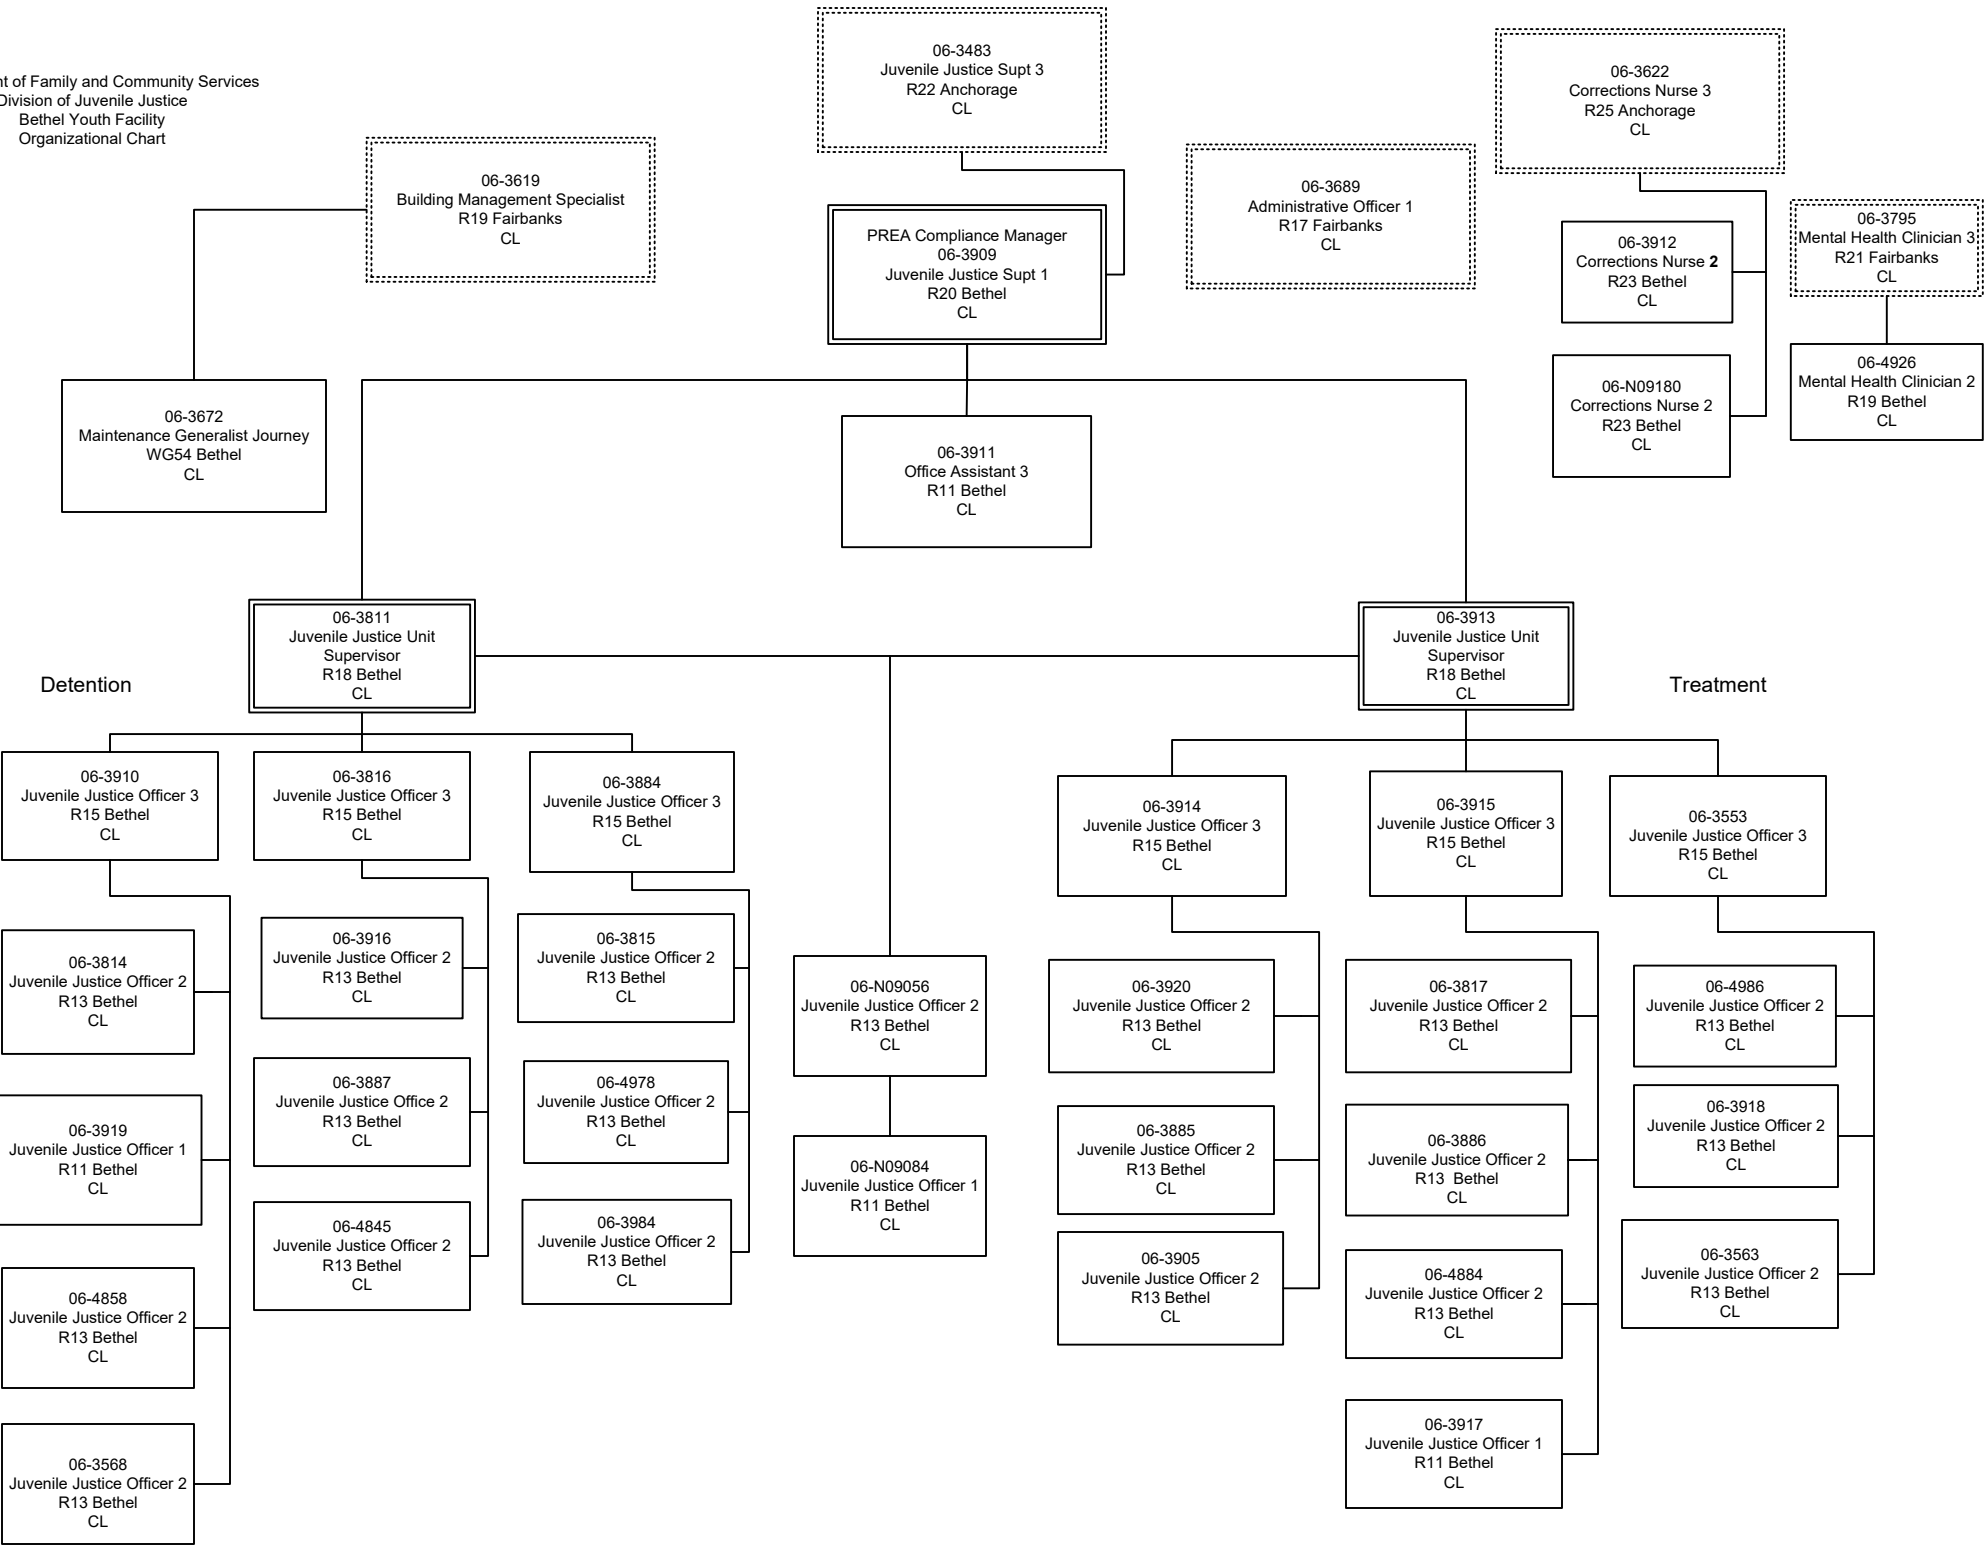 of Family and Community Services
Division of Juvenile Justice
Bethel Youth Facility
Organizational Chart
06-3483
Juvenile Justice Supt 3
R22 Anchorage
CL
06-3622
Corrections Nurse 3
R25 Anchorage
CL
06-3619
Building Management Specialist
R19 Fairbanks
CL
PREA Compliance Manager
06-3909
Juvenile Justice Supt 1
R20 Bethel
CL
06-3689
Administrative Officer 1
R17 Fairbanks
CL
06-3912
Corrections Nurse 2
R23 Bethel
CL
06-3795
Mental Health Clinician 3
R21 Fairbanks
CL
06-3672
Maintenance Generalist Journey
WG54 Bethel
CL
06-3911
Office Assistant 3
R11 Bethel
CL
06-N09180
Corrections Nurse 2
R23 Bethel
CL
06-4926
Mental Health Clinician 2
R19 Bethel
CL
Detention
06-3811
Juvenile Justice Unit
Supervisor
R18 Bethel
CL
06-3913
Juvenile Justice Unit
Supervisor
R18 Bethel
CL
Treatment
06-3910
Juvenile Justice Officer 3
R15 Bethel
CL
06-3816
Juvenile Justice Officer 3
R15 Bethel
CL
06-3884
Juvenile Justice Officer 3
R15 Bethel
CL
06-3914
Juvenile Justice Officer 3
R15 Bethel
CL
06-3915
Juvenile Justice Officer 3
R15 Bethel
CL
06-3553
Juvenile Justice Officer 3
R15 Bethel
CL
06-3814
Juvenile Justice Officer 2
R13 Bethel
CL
06-3916
Juvenile Justice Officer 2
R13 Bethel
CL
06-3815
Juvenile Justice Officer 2
R13 Bethel
CL
06-N09056
Juvenile Justice Officer 2
R13 Bethel
CL
06-3920
Juvenile Justice Officer 2
R13 Bethel
CL
06-3817
Juvenile Justice Officer 2
R13 Bethel
CL
06-4986
Juvenile Justice Officer 2
R13 Bethel
CL
06-3919
Juvenile Justice Officer 1
R11 Bethel
CL
06-3887
Juvenile Justice Office 2
R13 Bethel
CL
06-4978
Juvenile Justice Officer 2
R13 Bethel
CL
06-N09084
Juvenile Justice Officer 1
R11 Bethel
CL
06-3885
Juvenile Justice Officer 2
R13 Bethel
CL
06-3886
Juvenile Justice Officer 2
R13  Bethel
CL
06-3918
Juvenile Justice Officer 2
R13 Bethel
CL
06-4858
Juvenile Justice Officer 2
R13 Bethel
CL
06-4845
Juvenile Justice Officer 2
R13 Bethel
CL
06-3984
Juvenile Justice Officer 2
R13 Bethel
CL
06-3905
Juvenile Justice Officer 2
R13 Bethel
CL
06-4884
Juvenile Justice Officer 2
R13 Bethel
CL
06-3563
Juvenile Justice Officer 2
R13 Bethel
CL
06-3568
Juvenile Justice Officer 2
R13 Bethel
CL
06-3917
Juvenile Justice Officer 1
R11 Bethel
CL